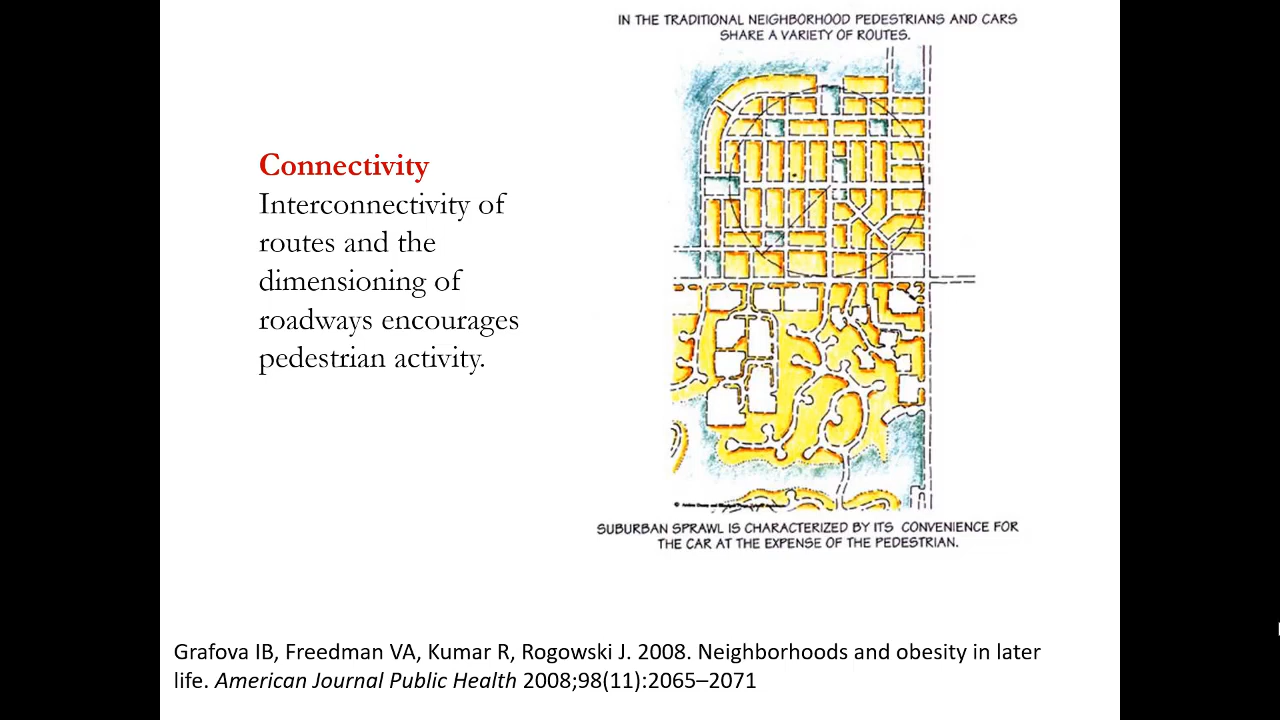 IN THE TRADITIONAL NEIGHBORHOOD PEDESTRIANS AND CARS
SHARE A VARIETY OF ROUTES.
Connectivity
Interconnectivity of
routes and the
dimensioning of
roadways encourages
pedestrian activity.
SUBURBAN SPRAWL IS CHARACTERIZED BY ITS CONVENIENCE FOR
THE CAR AT THE EXPENSE OF THE PEDESTRIAN.
Grafova IB, Freedman VA, Kumar R, Rogowski J. 2008. Neighborhoods and obesity in later
life. American Journal Public Health 2008;98(11):2065–2071